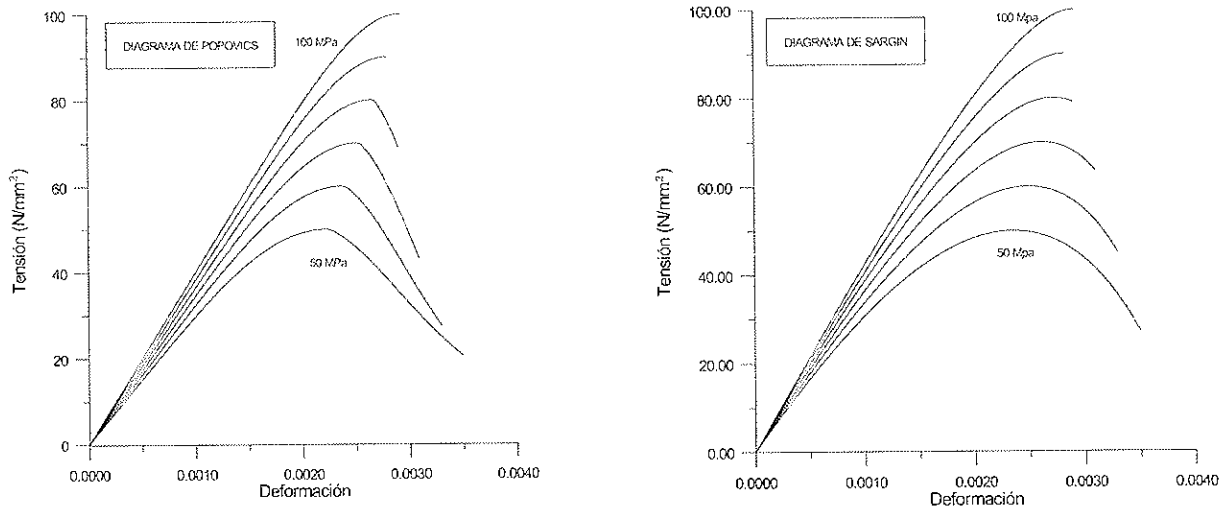 100
80
60
40
20
0
Tensión (N/mm²)
DIAGRAMA DE POPOVICS
100 MPa
50 MPa
0.0000
0.0010
0.0020
0.0030
0.0040
Deformación
100.00
80.00
60.00
40.00
20.00
0.00
Tensión (N/mm²)
DIAGRAMA DE SARGIN
100 Mpa
50 Mpa
0.0000
0.0010
0.0020
0.0030
0.0040
Deformación